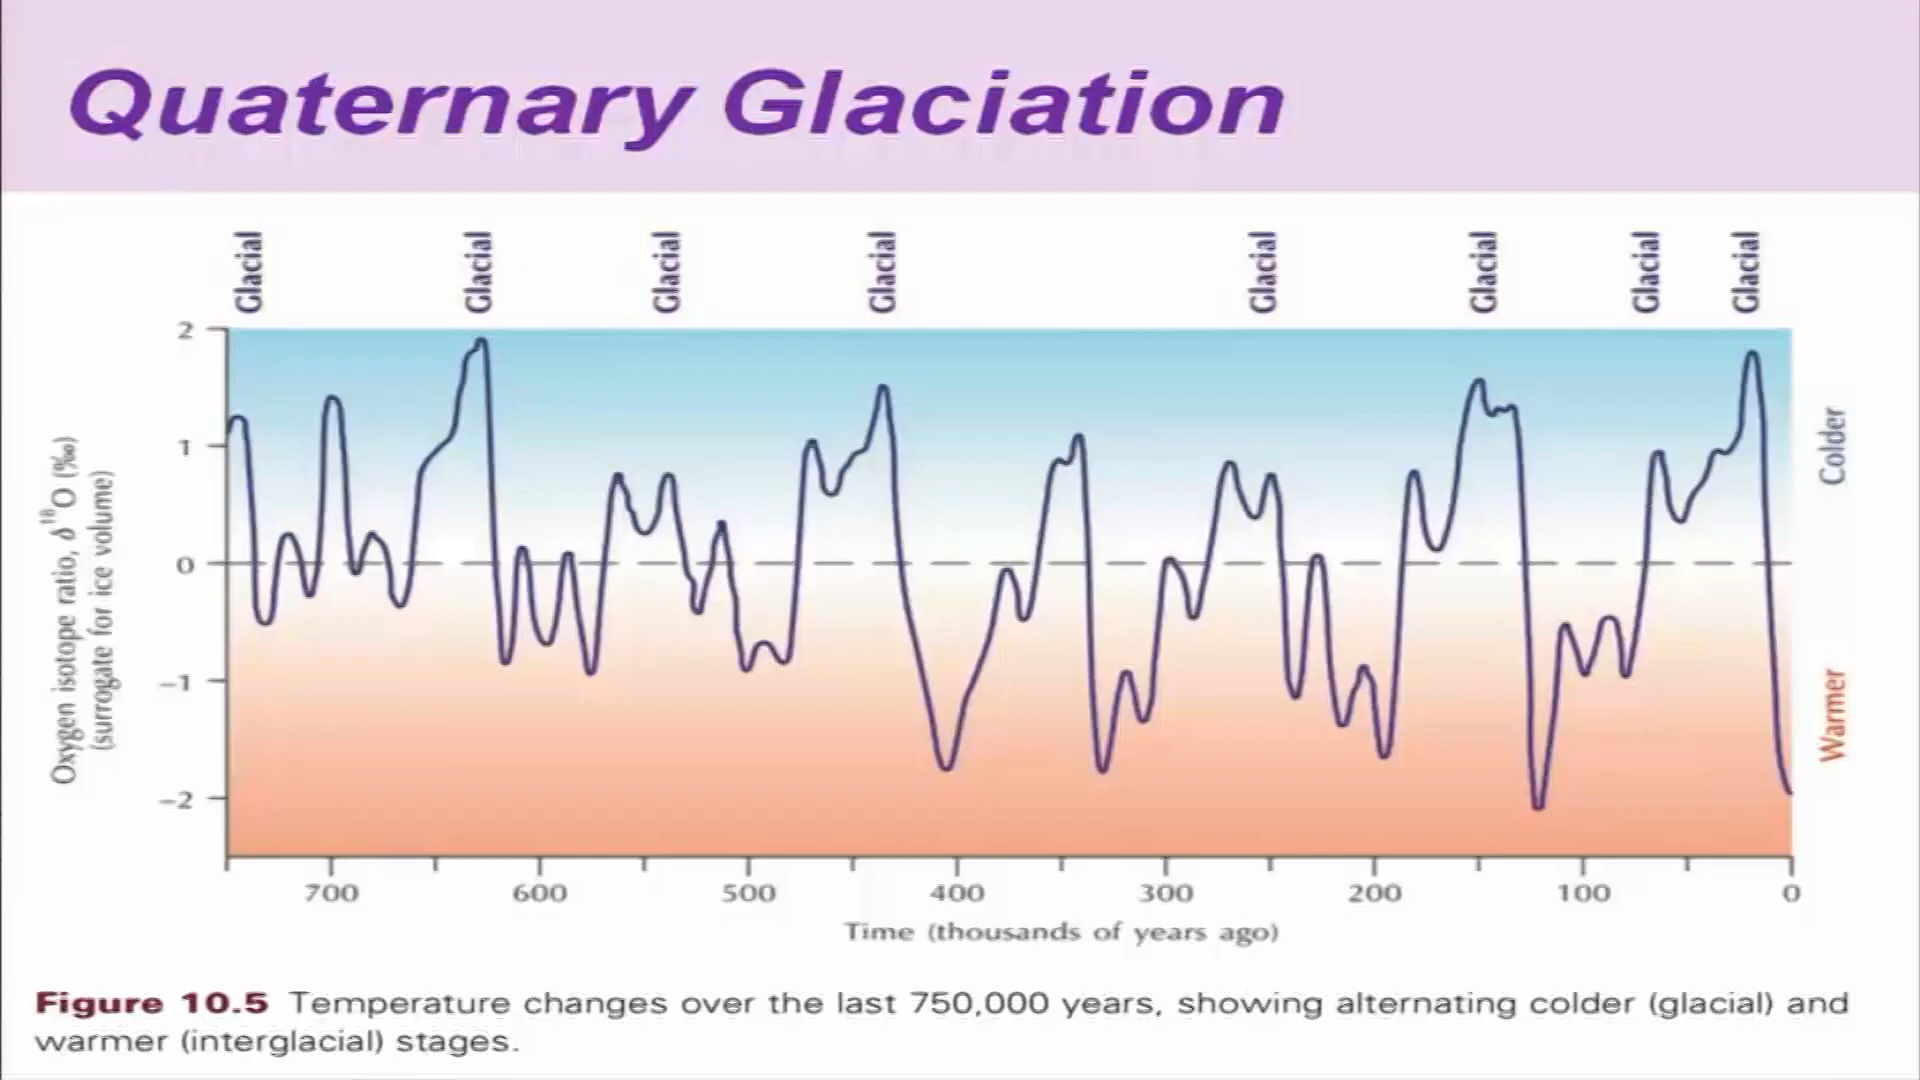 Quaternary Glaciation
Glacial
Glacial
Glacial
Glacial
Glacial
Glacial
Glacial
Glacial
2
1
0
−1
−2
Oxygen isotope ratio, δ¹⁸O (‰)
(surrogate for ice volume)
Colder
Warmer
700
600
500
400
300
200
100
0
Time (thousands of years ago)
Figure 10.5 Temperature changes over the last 750,000 years, showing alternating colder (glacial) and
warmer (interglacial) stages.